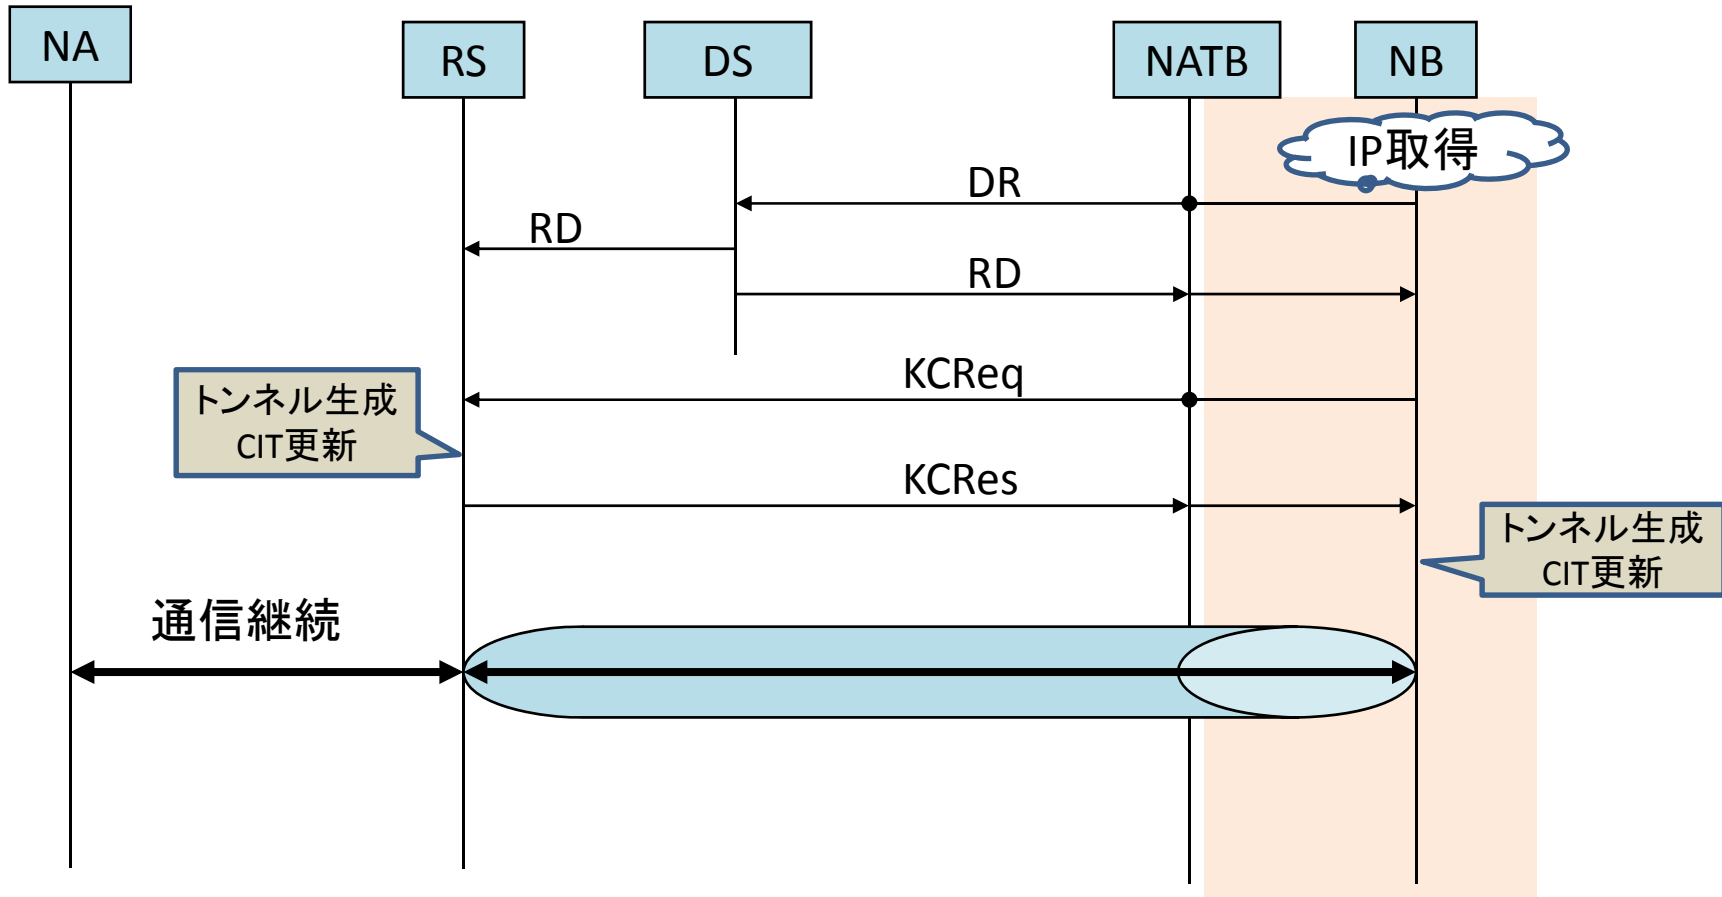 NA
RS
DS
NATB
NB
IP取得
DR
RD
RD
KCReq
トンネル生成
CIT更新
KCRes
トンネル生成
CIT更新
通信継続